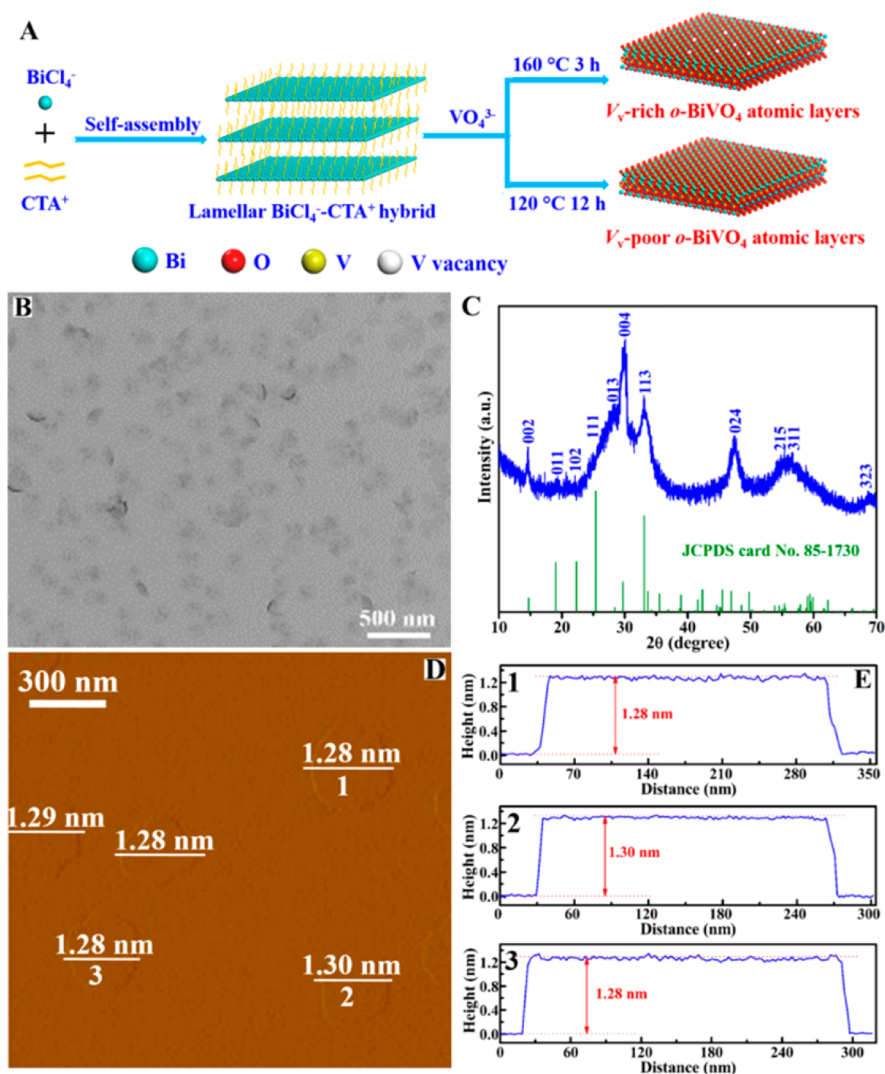 A
BiCl₄⁻
+
CTA⁺
Self-assembly
Lamellar BiCl₄⁻-CTA⁺ hybrid
VO₄³⁻
160 °C 3 h
Vᵥ-rich o-BiVO₄ atomic layers
120 °C 12 h
Vᵥ-poor o-BiVO₄ atomic layers
Bi O V V vacancy
B
500 nm
C
Intensity (a.u.)
002
011
102
111
013
004
113
024
215
311
323
JCPDS card No. 85-1730
10 20 30 40 50 60 70
2θ (degree)
D
300 nm
1.28 nm
1
1.29 nm
1.28 nm
1.28 nm
3
1.30 nm
2
E
1
Height (nm)
1.2
0.8
0.4
0.0
1.28 nm
0 70 140 210 280 350
Distance (nm)
2
Height (nm)
1.2
0.8
0.4
0.0
1.30 nm
0 60 120 180 240 300
Distance (nm)
3
Height (nm)
1.2
0.8
0.4
0.0
1.28 nm
0 60 120 180 240 300
Distance (nm)